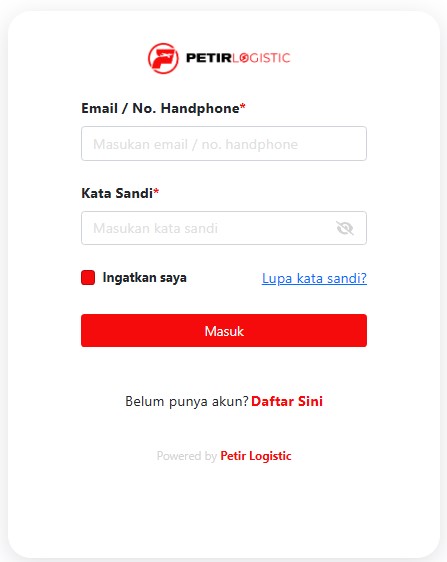 PETIRLOGISTIC
Email / No. Handphone*
Masukan email / no. handphone
Kata Sandi*
Masukan kata sandi
Ingatkan saya Lupa kata sandi?
Masuk
Belum punya akun? Daftar Sini
Powered by Petir Logistic